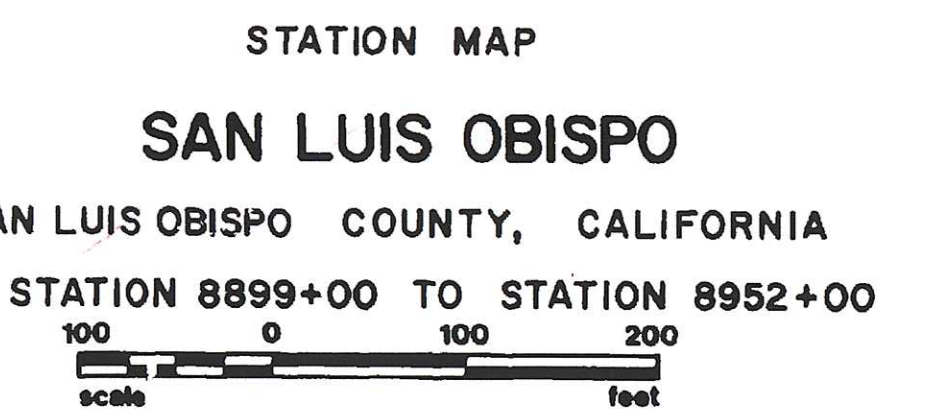 STATION MAP
SAN LUIS OBISPO
AN LUIS OBISPO COUNTY, CALIFORNIA
STATION 8899+00 TO STATION 8952+00
100 0 100 200
scale feet